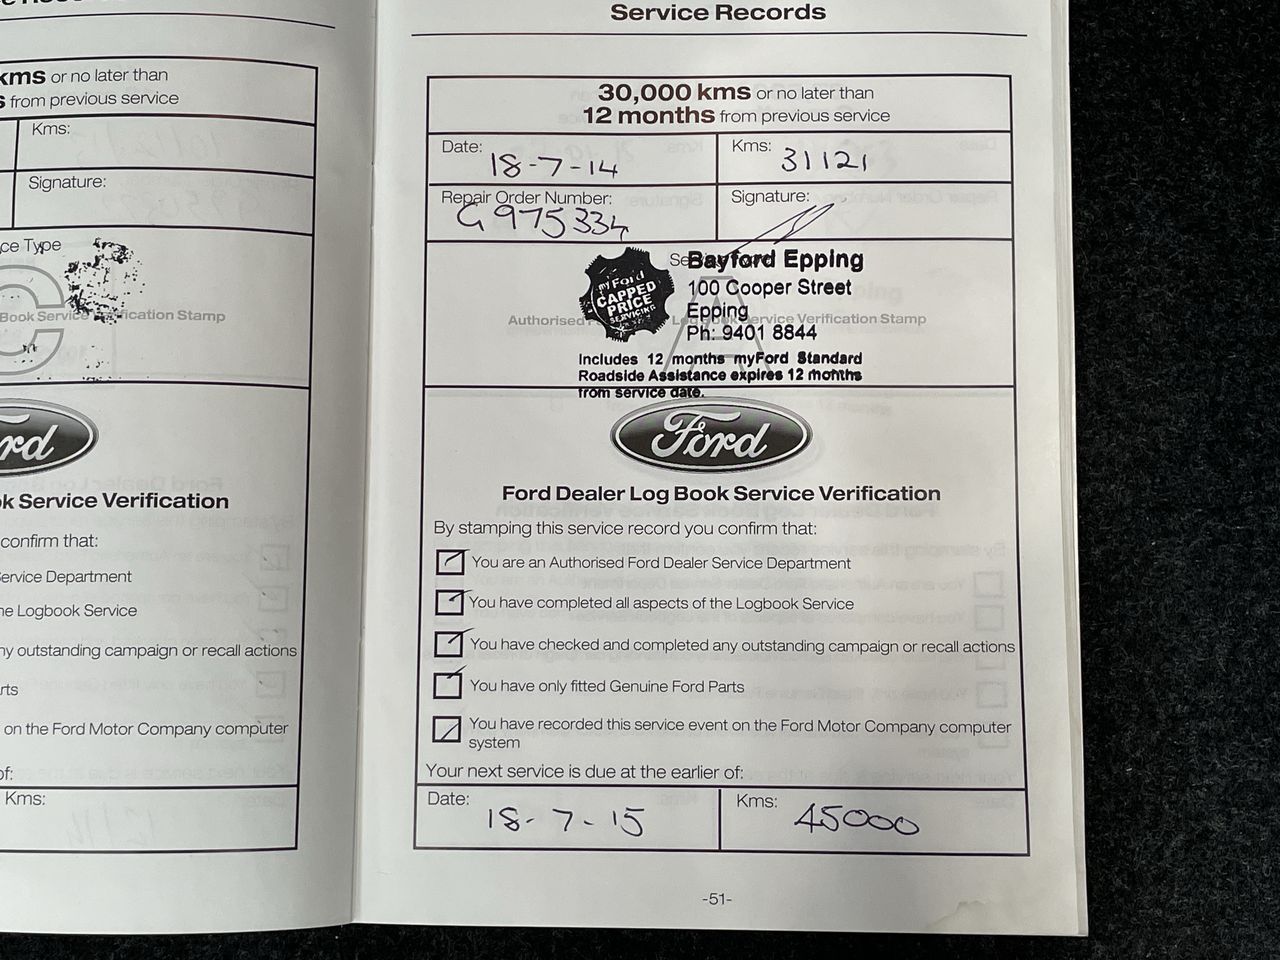 kms or no later than
from previous service
Kms:
Signature:
ce Type
C
Book Service Verification Stamp
Ford
k Service Verification
confirm that:
ervice Department
he Logbook Service
ny outstanding campaign or recall actions
rts
on the Ford Motor Company computer
of:
Kms:
Service Records
30,000 kms or no later than
12 months from previous service
Date: 18-7-14 Kms: 31121
Repair Order Number: G975334 Signature:
myFord
CAPPED
PRICE
SERVICING
Bayford Epping
100 Cooper Street
Epping
Authorised Log Book Service Verification Stamp
A
Ph: 9401 8844
Includes 12 months myFord Standard
Roadside Assistance expires 12 months
from service date.
Ford
Ford Dealer Log Book Service Verification
By stamping this service record you confirm that:
You are an Authorised Ford Dealer Service Department
You have completed all aspects of the Logbook Service
You have checked and completed any outstanding campaign or recall actions
You have only fitted Genuine Ford Parts
You have recorded this service event on the Ford Motor Company computer
system
Your next service is due at the earlier of:
Date: 18-7-15 Kms: 45000
-51-